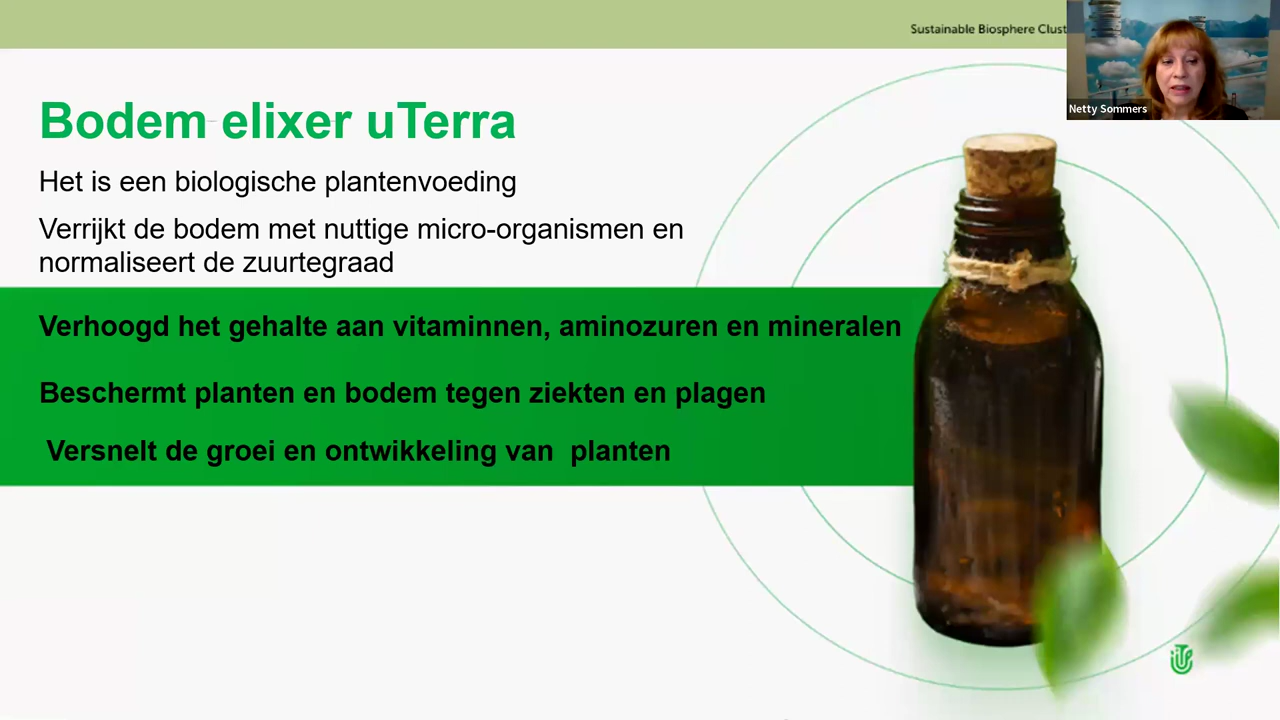 Sustainable Biosphere
Netty Sommers
Bodem elixer uTerra
Het is een biologische plantenvoeding
Verrijkt de bodem met nuttige micro-organismen en
normaliseert de zuurtegraad
Verhoogd het gehalte aan vitaminnen, aminozuren en mineralen
Beschermt planten en bodem tegen ziekten en plagen
Versnelt de groei en ontwikkeling van planten